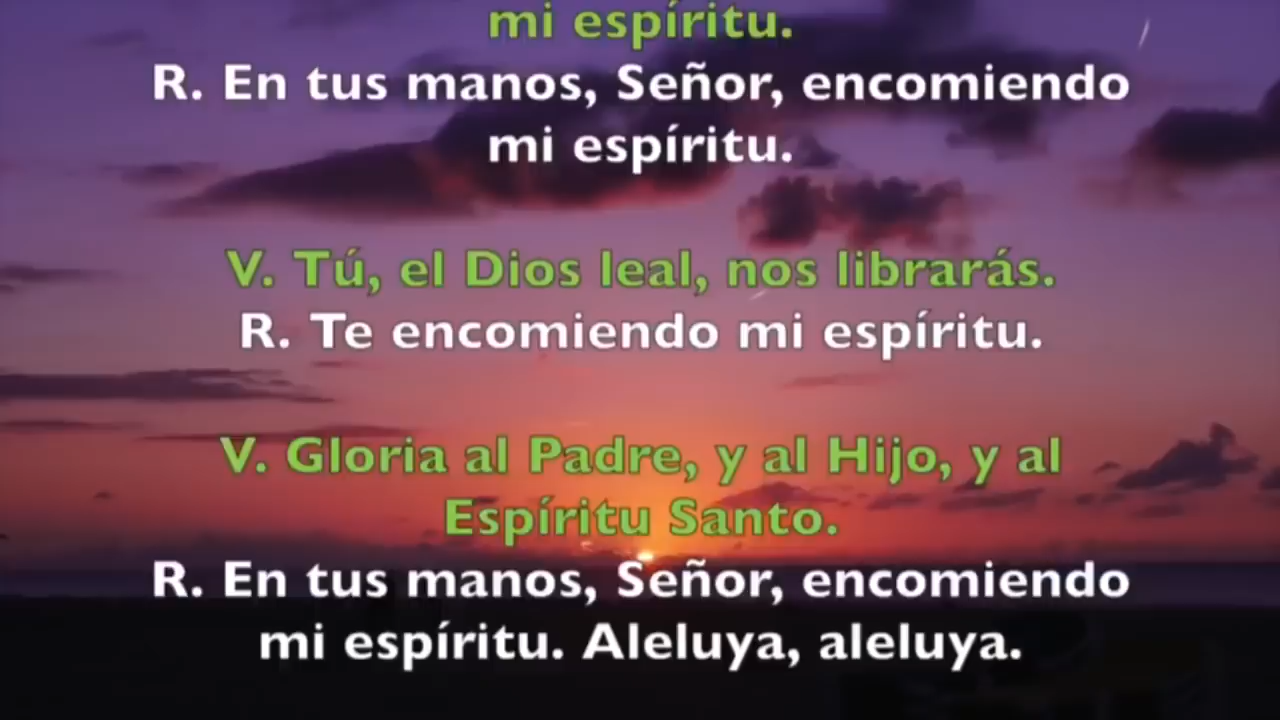 mi espíritu.
R. En tus manos, Señor, encomiendo
mi espíritu.
V. Tú, el Dios leal, nos librarás.
R. Te encomiendo mi espíritu.
V. Gloria al Padre, y al Hijo, y al
Espíritu Santo.
R. En tus manos, Señor, encomiendo
mi espíritu. Aleluya, aleluya.